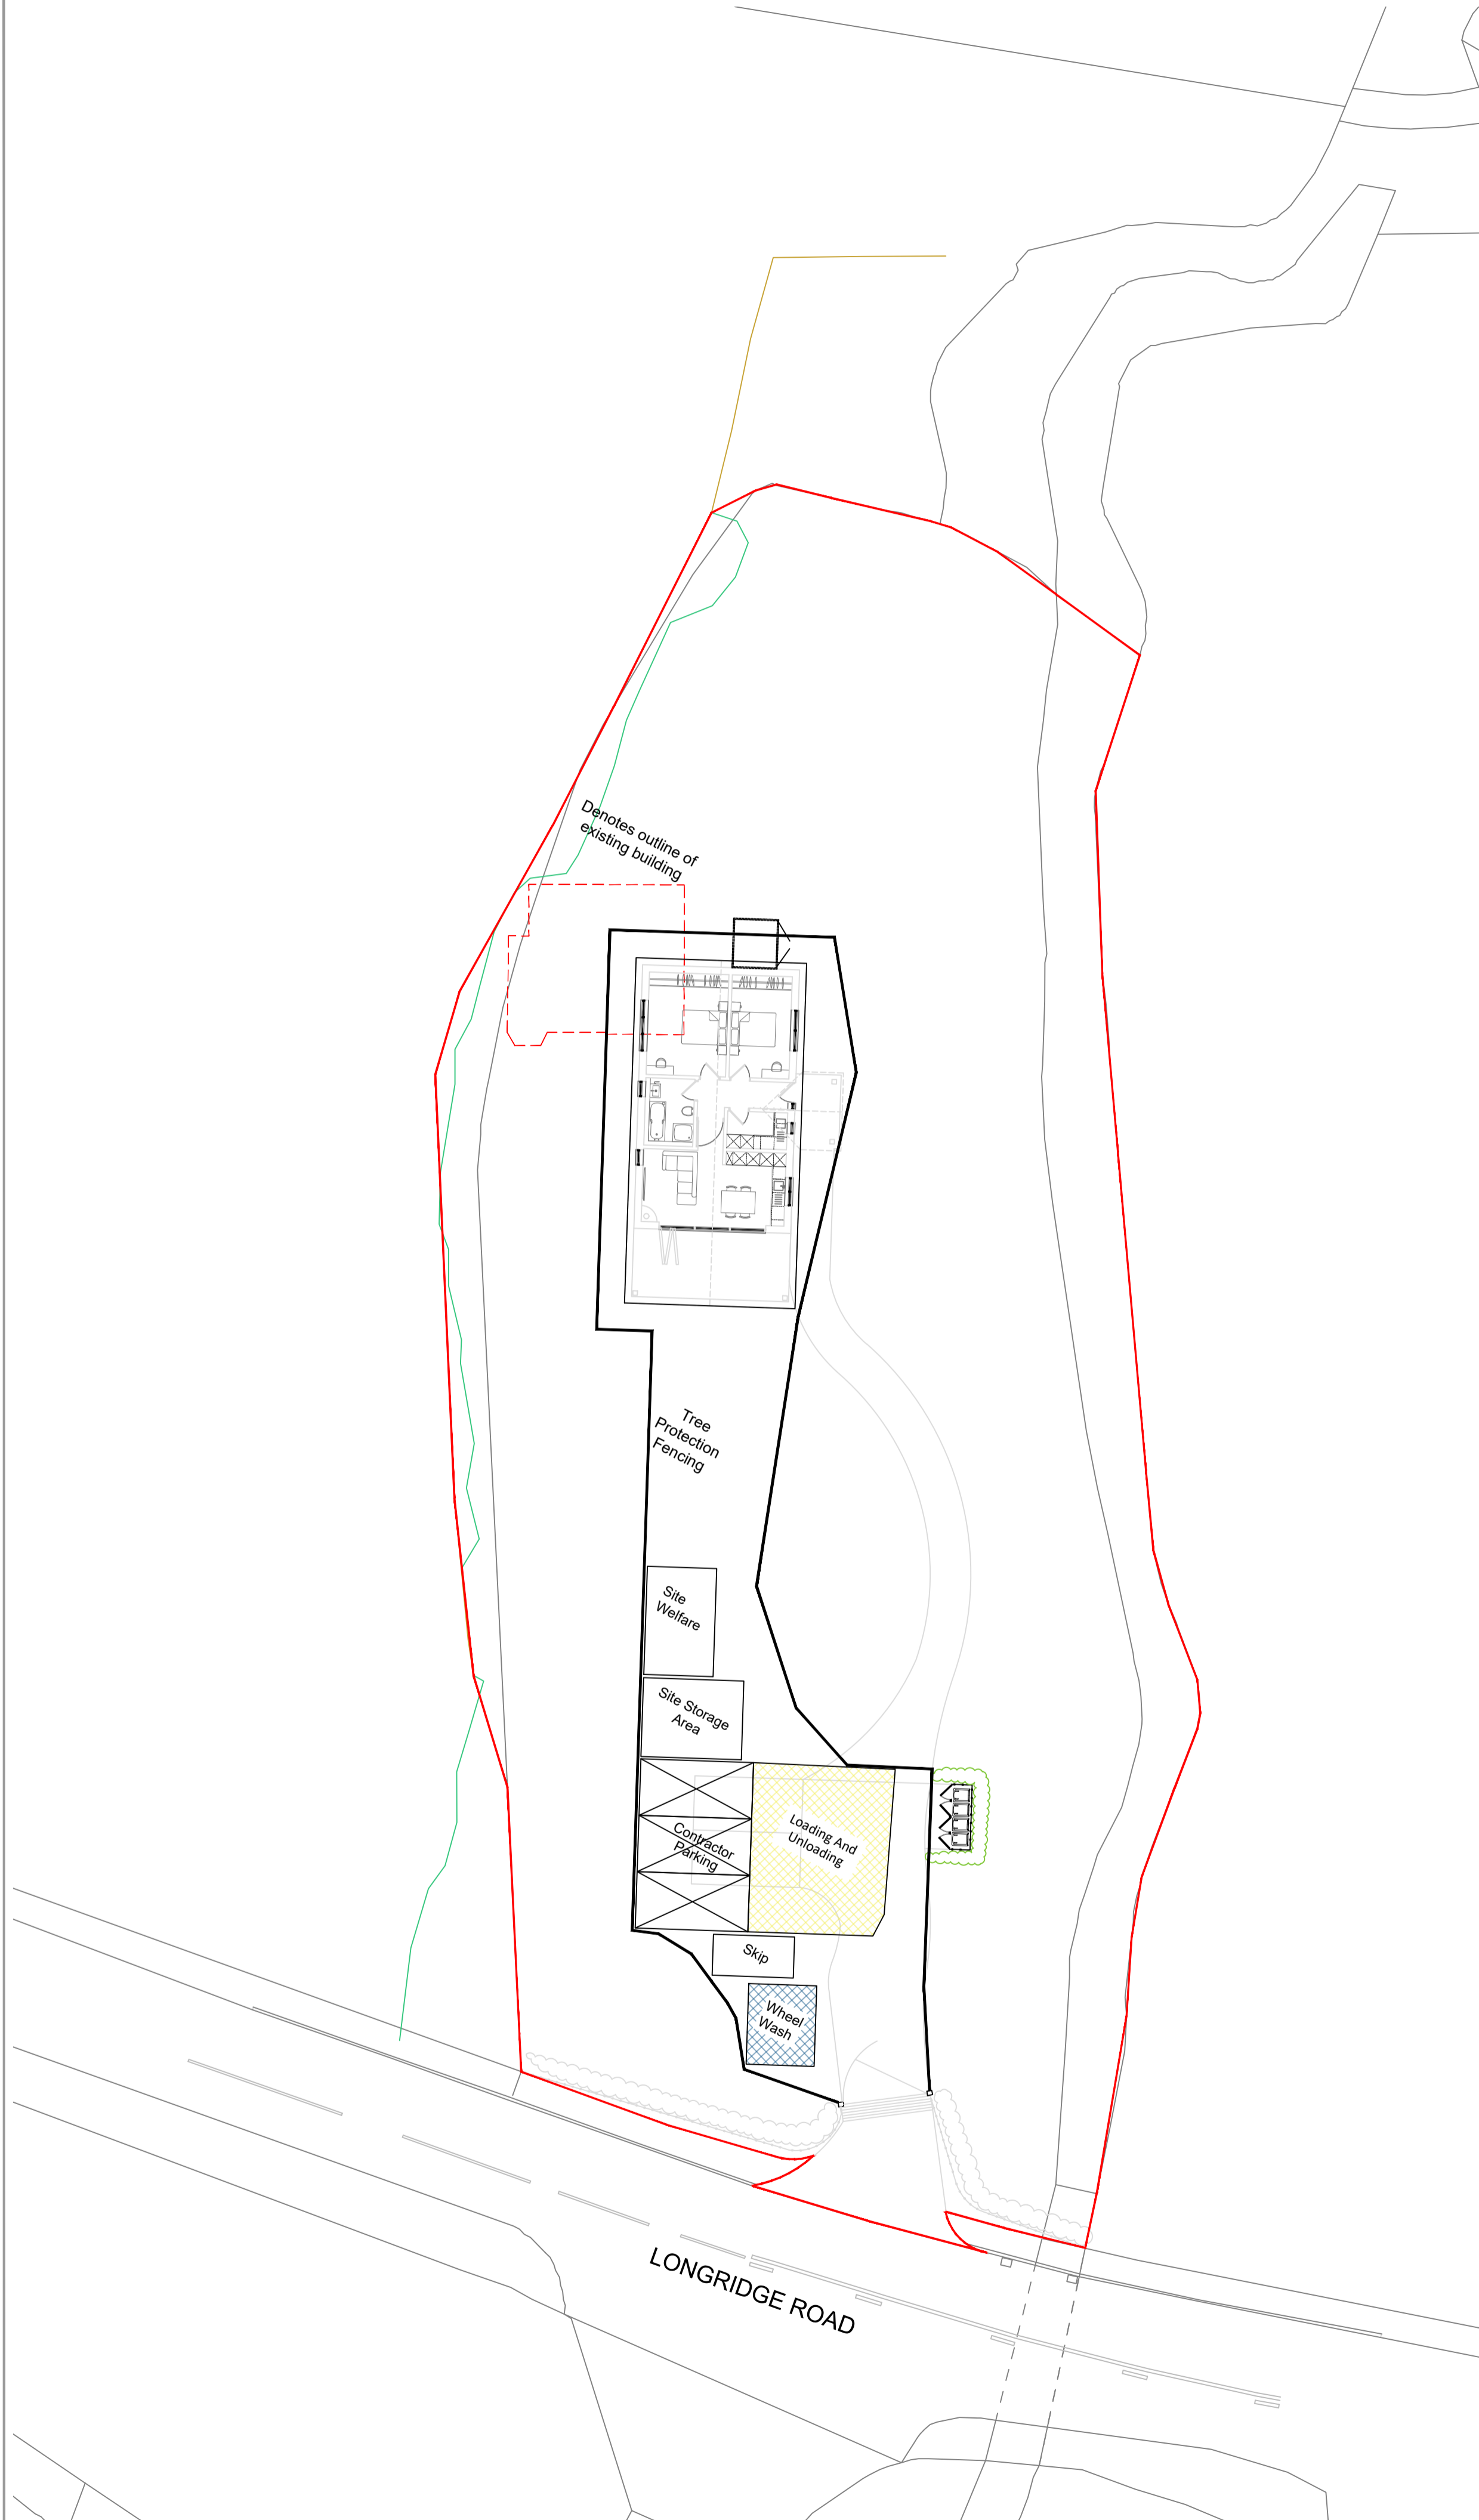 Denotes outline of
existing building
Tree
Protection
Fencing
Site
Welfare
Site Storage
Area
Contractor
Parking
Loading And
Unloading
Skip
Wheel
Wash
LONGRIDGE ROAD